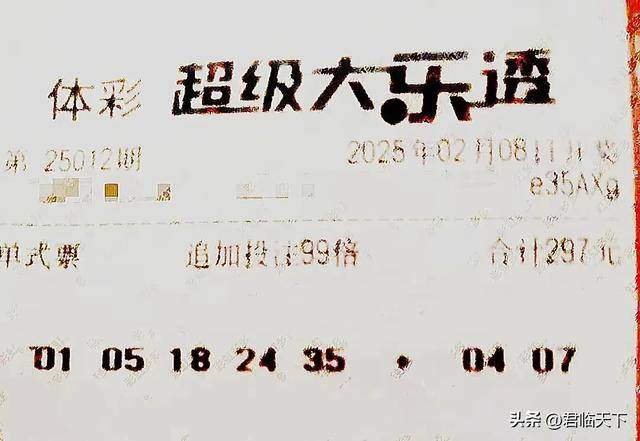 体彩 超级大乐透
第 25012期 2025年02月08日开奖
e35AXg
单式票 追加投注99倍 合计297元
01 05 18 24 35 • 04 07
头条 @君临天下